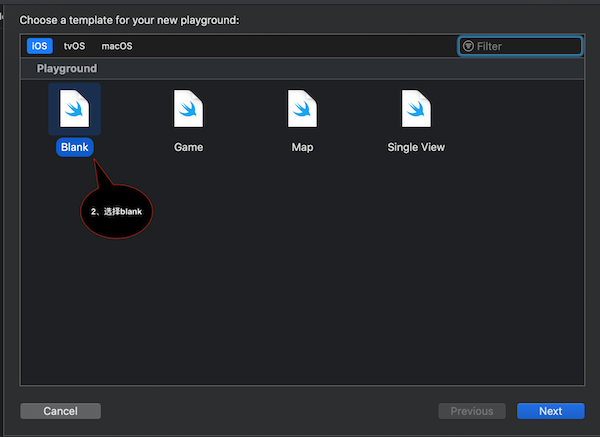 Choose a template for your new playground:
iOS tvOS macOS Filter
Playground
Blank Game Map Single View
2、选择blank
Cancel Previous Next